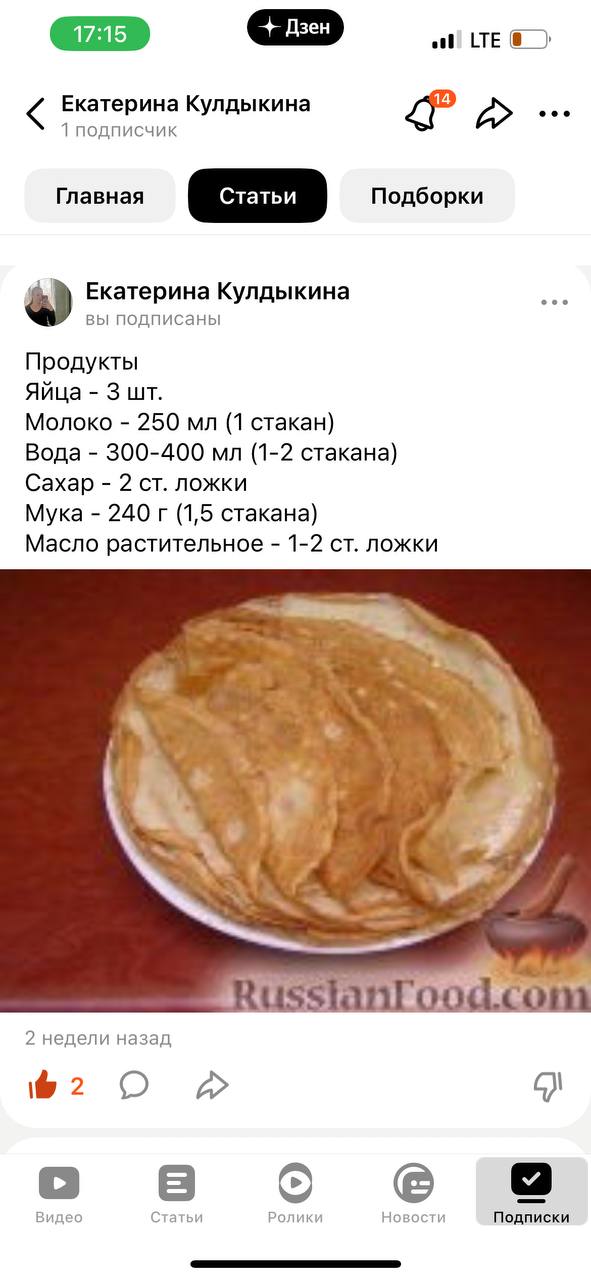 17:15
Дзен
LTE
Екатерина Кулдыкина
1 подписчик
14
Главная
Статьи
Подборки
Екатерина Кулдыкина
вы подписаны
Продукты
Яйца - 3 шт.
Молоко - 250 мл (1 стакан)
Вода - 300-400 мл (1-2 стакана)
Сахар - 2 ст. ложки
Мука - 240 г (1,5 стакана)
Масло растительное - 1-2 ст. ложки
RussianFood.com
2 недели назад
2
Видео
Статьи
Ролики
Новости
Подписки